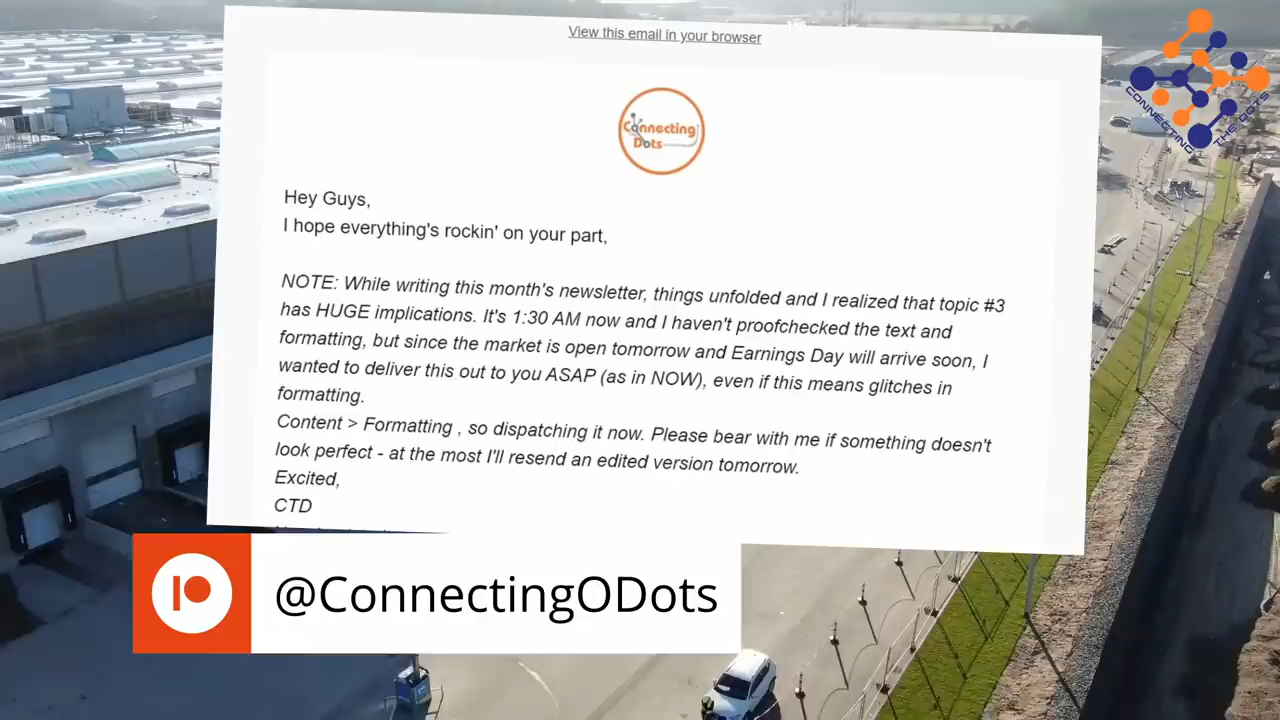 View this email in your browser
CONNECTING THE DOTS
Connecting
Dots
Hey Guys,
I hope everything's rockin' on your part,
NOTE: While writing this month's newsletter, things unfolded and I realized that topic #3
has HUGE implications. It's 1:30 AM now and I haven't proofchecked the text and
formatting, but since the market is open tomorrow and Earnings Day will arrive soon, I
wanted to deliver this out to you ASAP (as in NOW), even if this means glitches in
formatting.
Content > Formatting , so dispatching it now. Please bear with me if something doesn't
look perfect - at the most I'll resend an edited version tomorrow.
Excited,
CTD
@ConnectingODots